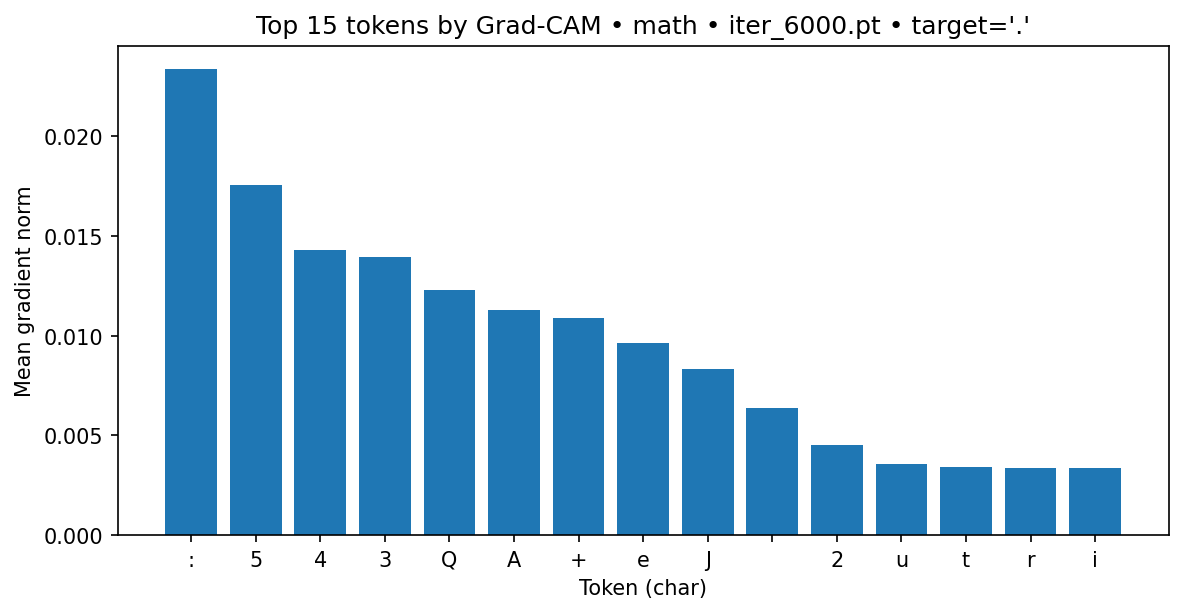 Top 15 tokens by Grad-CAM • math • iter_6000.pt • target='.'
0.020
0.015
0.010
0.005
0.000
Mean gradient norm
: 5 4 3 Q A + e J 2 u t r i
Token (char)